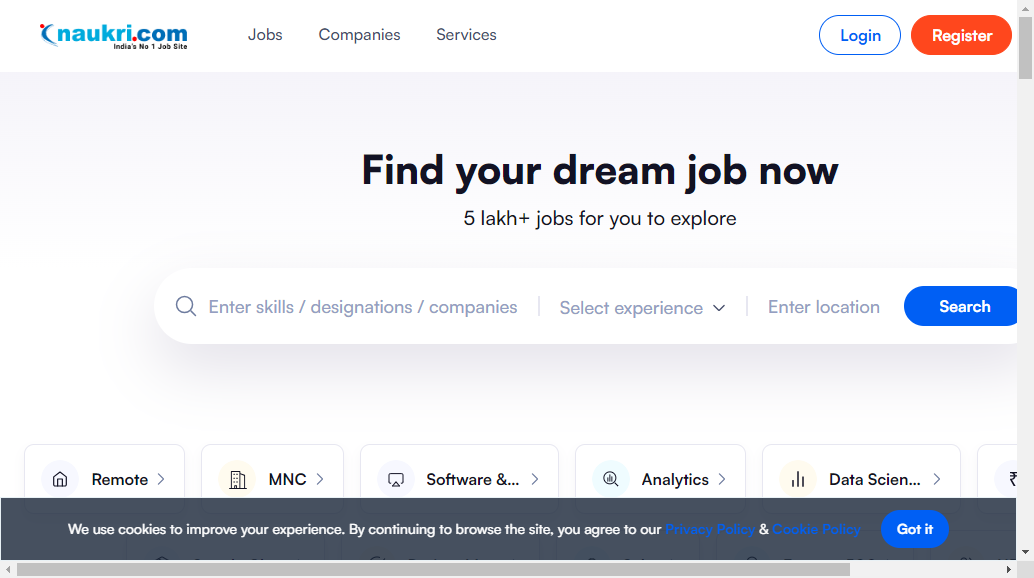 naukri.com
India's No 1 Job Site
Jobs
Companies
Services
Login
Register
Find your dream job now
5 lakh+ jobs for you to explore
Enter skills / designations / companies
Select experience
Enter location
Search
Remote
MNC
Software &...
Analytics
Data Scien...
₹
We use cookies to improve your experience. By continuing to browse the site, you agree to our Privacy Policy & Cookie Policy
Got it